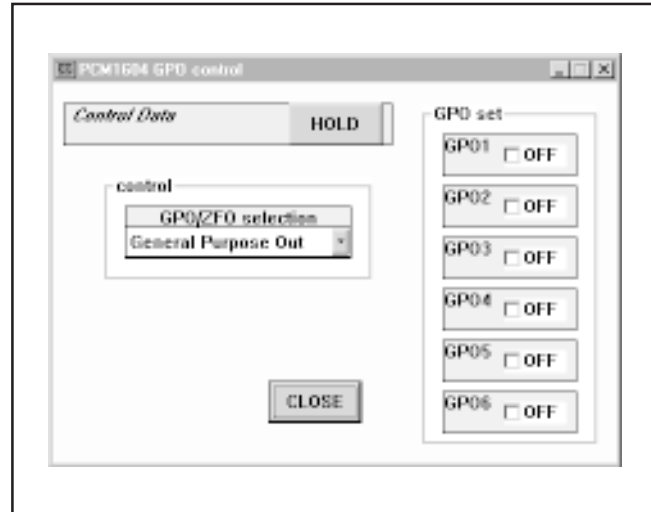 PCM1604 GPO control
Control Data
HOLD
control
GPO/ZFO selection
General Purpose Out
CLOSE
GPO set
GPO1 OFF
GPO2 OFF
GPO3 OFF
GPO4 OFF
GPO5 OFF
GPO6 OFF